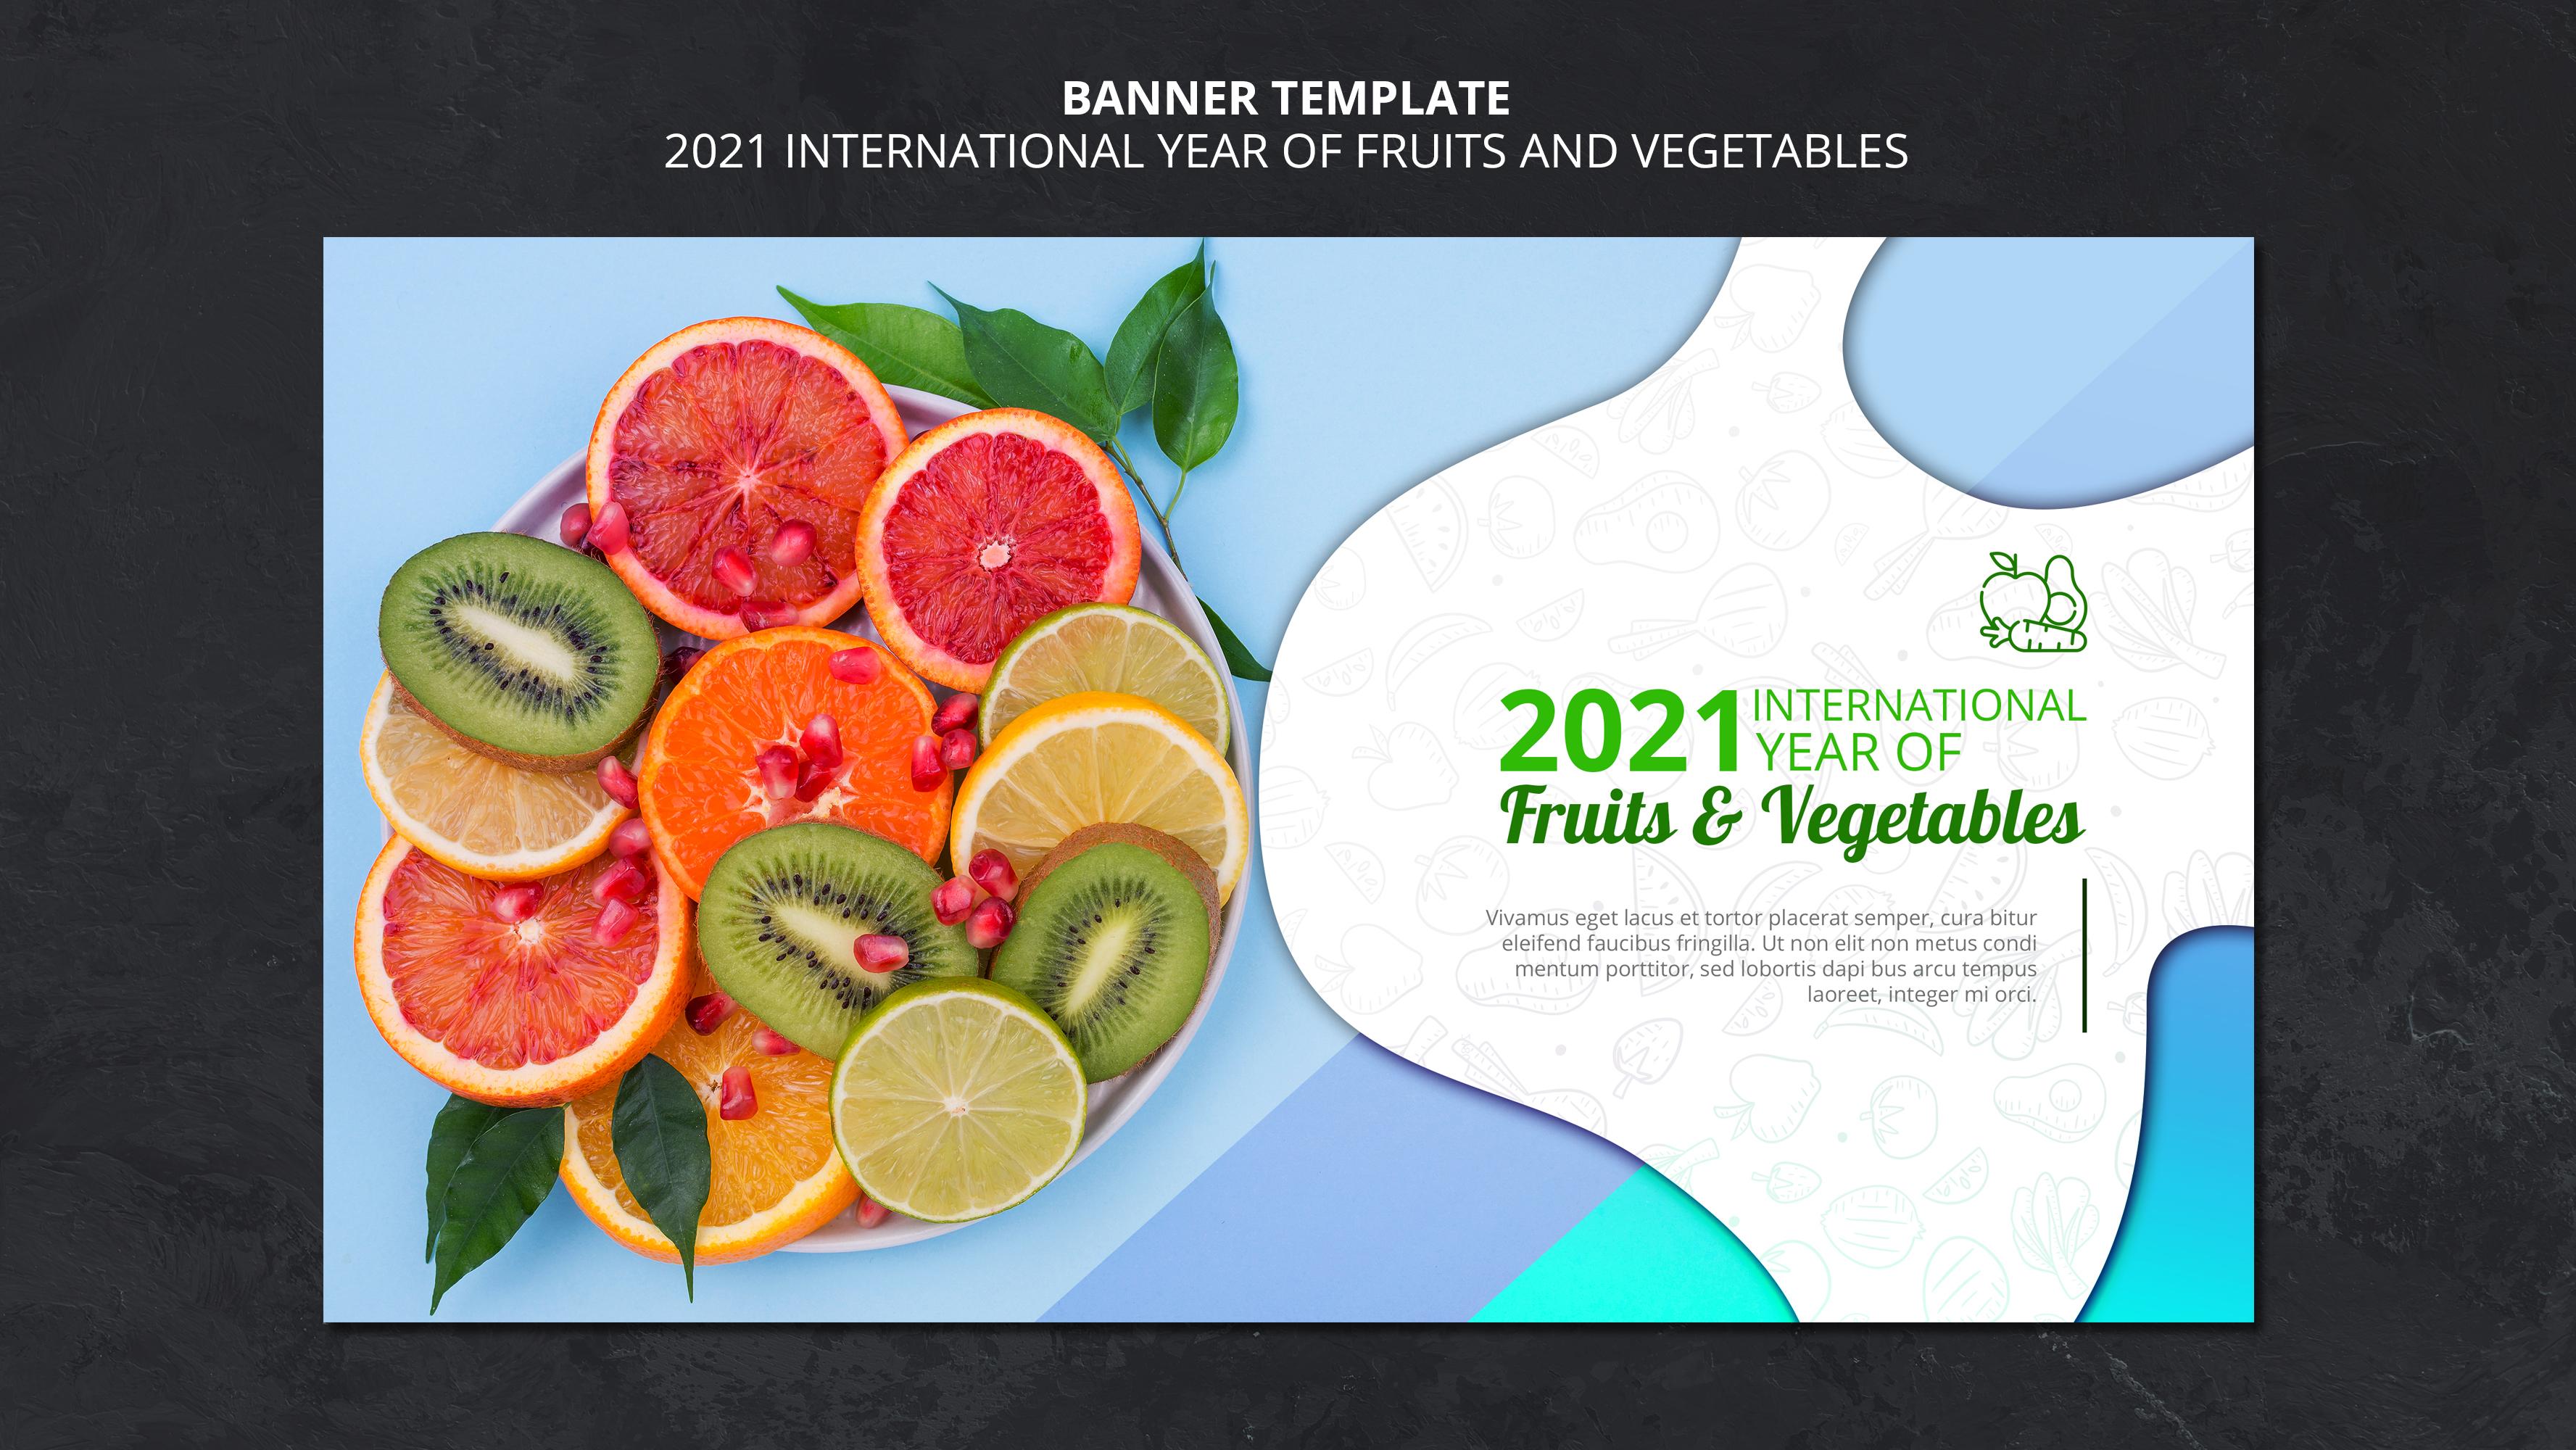 BANNER TEMPLATE
2021 INTERNATIONAL YEAR OF FRUITS AND VEGETABLES
2021 INTERNATIONAL
YEAR OF
Fruits & Vegetables
Vivamus eget lacus et tortor placerat semper, cura bitur
eleifend faucibus fringilla. Ut non elit non metus condi
mentum porttitor, sed lobortis dapi bus arcu tempus
laoreet, integer mi orci.